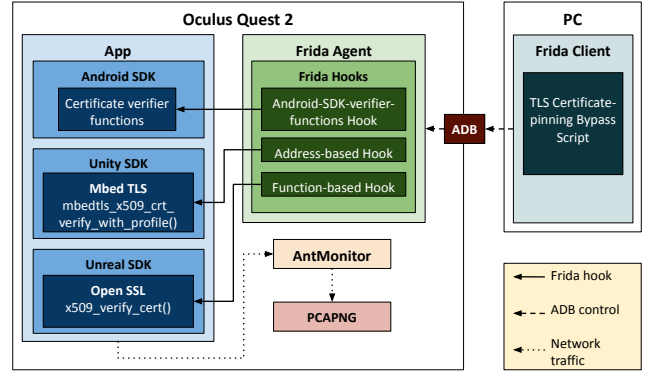 Oculus Quest 2
App
Android SDK
Certificate verifier
functions
Unity SDK
Mbed TLS
mbedtls_x509_crt_
verify_with_profile()
Unreal SDK
Open SSL
x509_verify_cert()
Frida Agent
Frida Hooks
Android-SDK-verifier-
functions Hook
Address-based Hook
Function-based Hook
AntMonitor
PCAPNG
ADB
PC
Frida Client
TLS Certificate-
pinning Bypass
Script
Frida hook
ADB control
Network
traffic